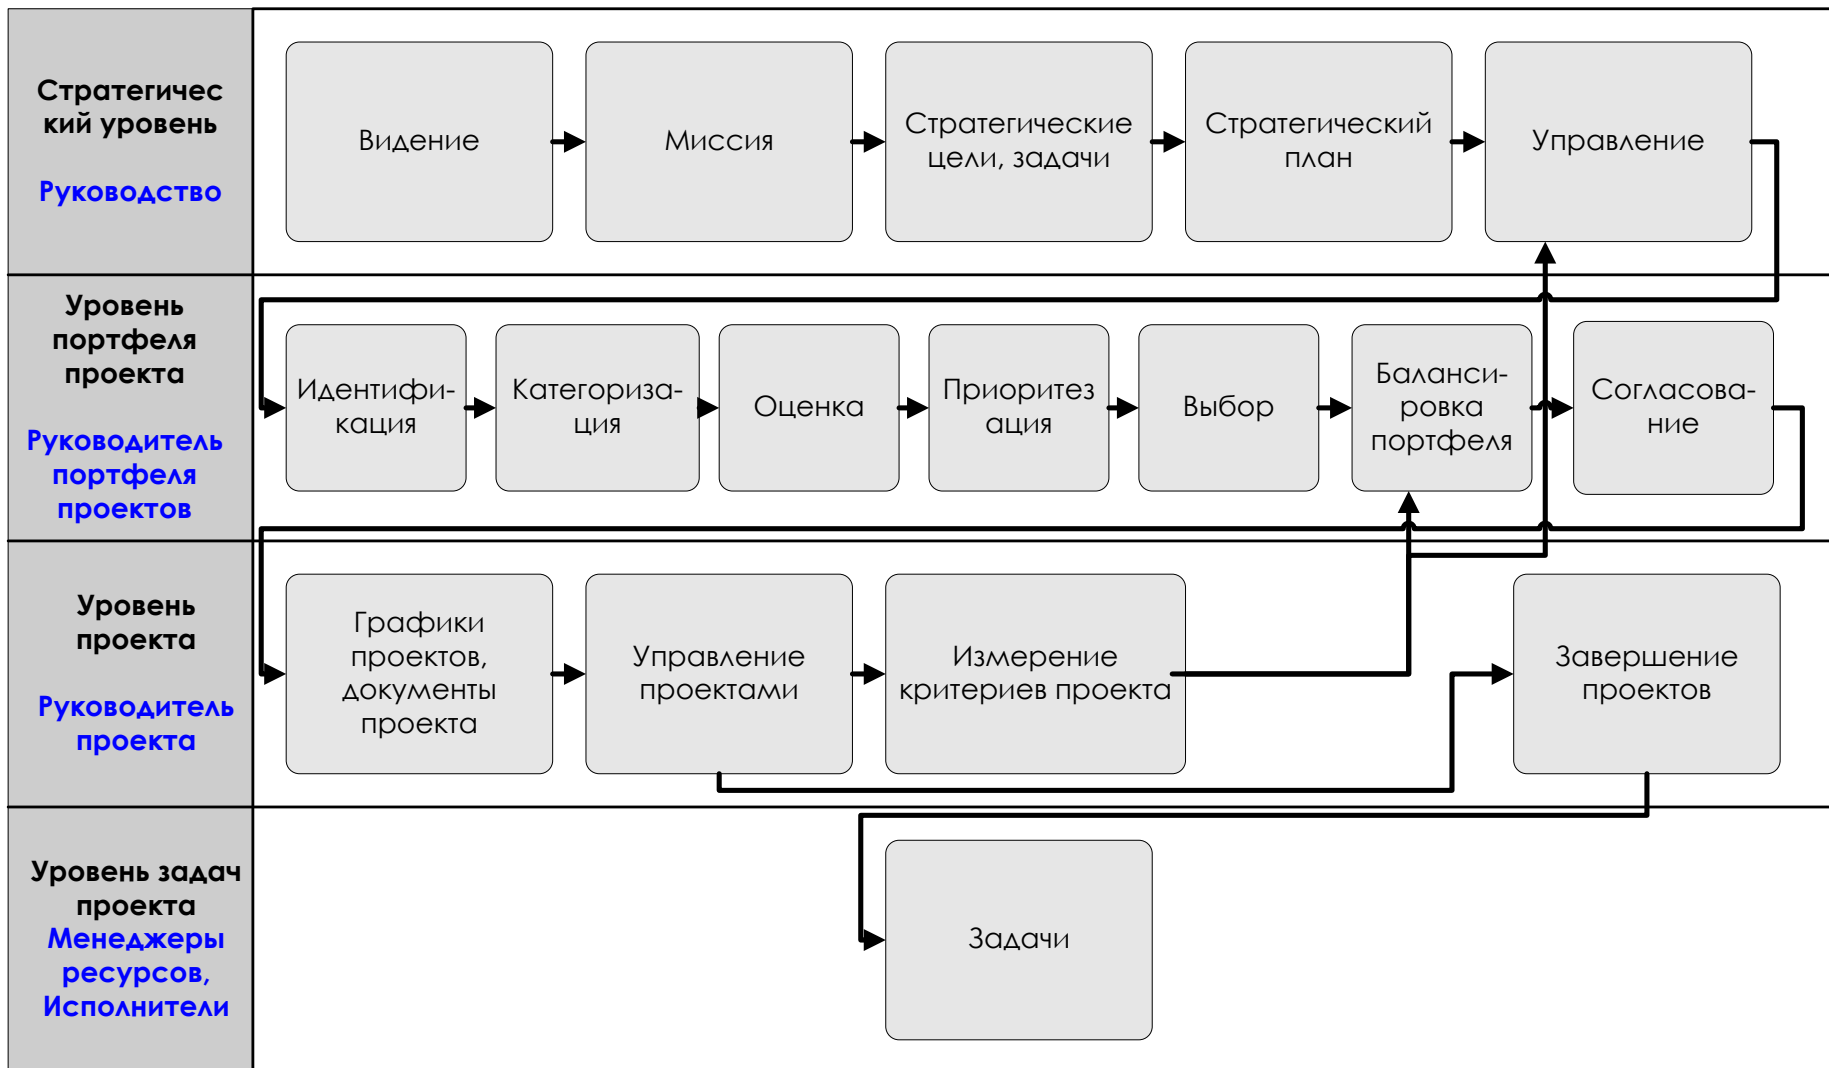 Стратегичес
кий уровень
Руководство
Видение
Миссия
Стратегические
цели, задачи
Стратегический
план
Управление
Уровень
портфеля
проекта
Руководитель
портфеля
проектов
Идентифи-
кация
Категориза-
ция
Оценка
Приоритез
ация
Выбор
Баланси-
ровка
портфеля
Согласова-
ние
Уровень
проекта
Руководитель
проекта
Графики
проектов,
документы
проекта
Управление
проектами
Измерение
критериев проекта
Завершение
проектов
Уровень задач
проекта
Менеджеры
ресурсов,
Исполнители
Задачи